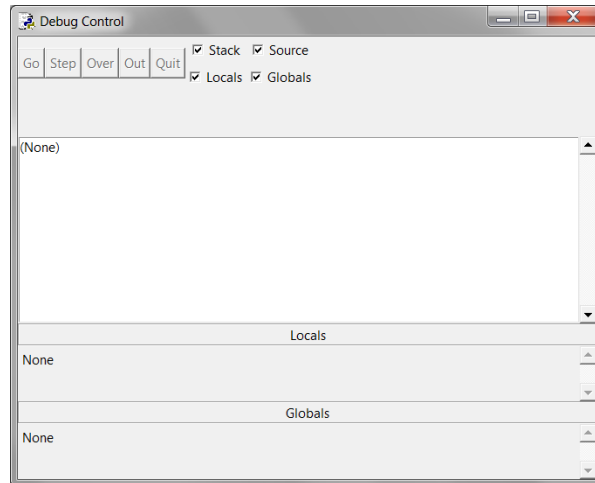 Debug Control
Go Step Over Out Quit
Stack Source
Locals Globals
(None)
Locals
None
Globals
None